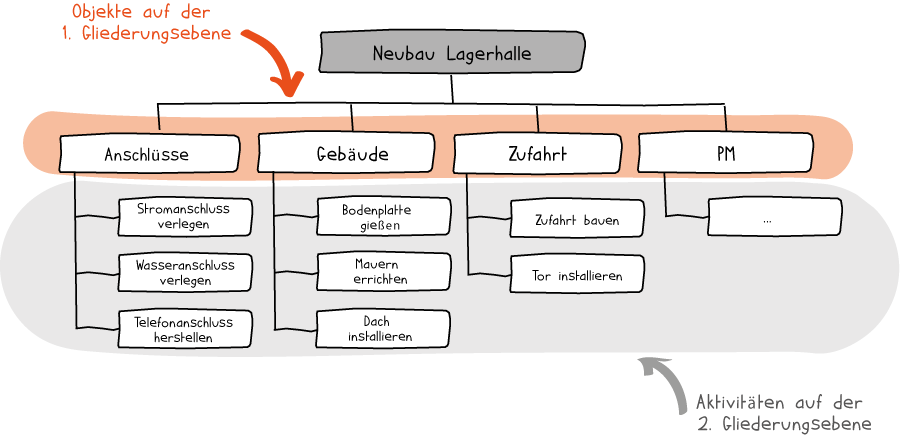 Objekte auf der
1. Gliederungsebene
Neubau Lagerhalle
Anschlüsse
Gebäude
Zufahrt
PM
Stromanschluss
verlegen
Wasseranschluss
verlegen
Telefonanschluss
herstellen
Bodenplatte
gießen
Mauern
errichten
Dach
installieren
Zufahrt bauen
Tor installieren
...
Aktivitäten auf der
2. Gliederungsebene